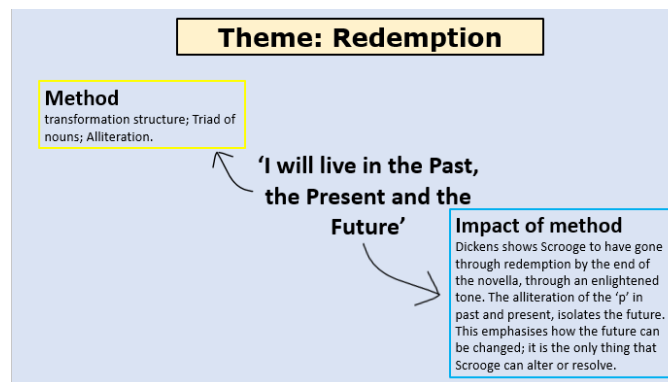 Theme: Redemption
Method
transformation structure; Triad of
nouns; Alliteration.
‘I will live in the Past,
the Present and the
Future’
Impact of method
Dickens shows Scrooge to have gone
through redemption by the end of
the novella, through an enlightened
tone. The alliteration of the ‘p’ in
past and present, isolates the future.
This emphasises how the future can
be changed; it is the only thing that
Scrooge can alter or resolve.